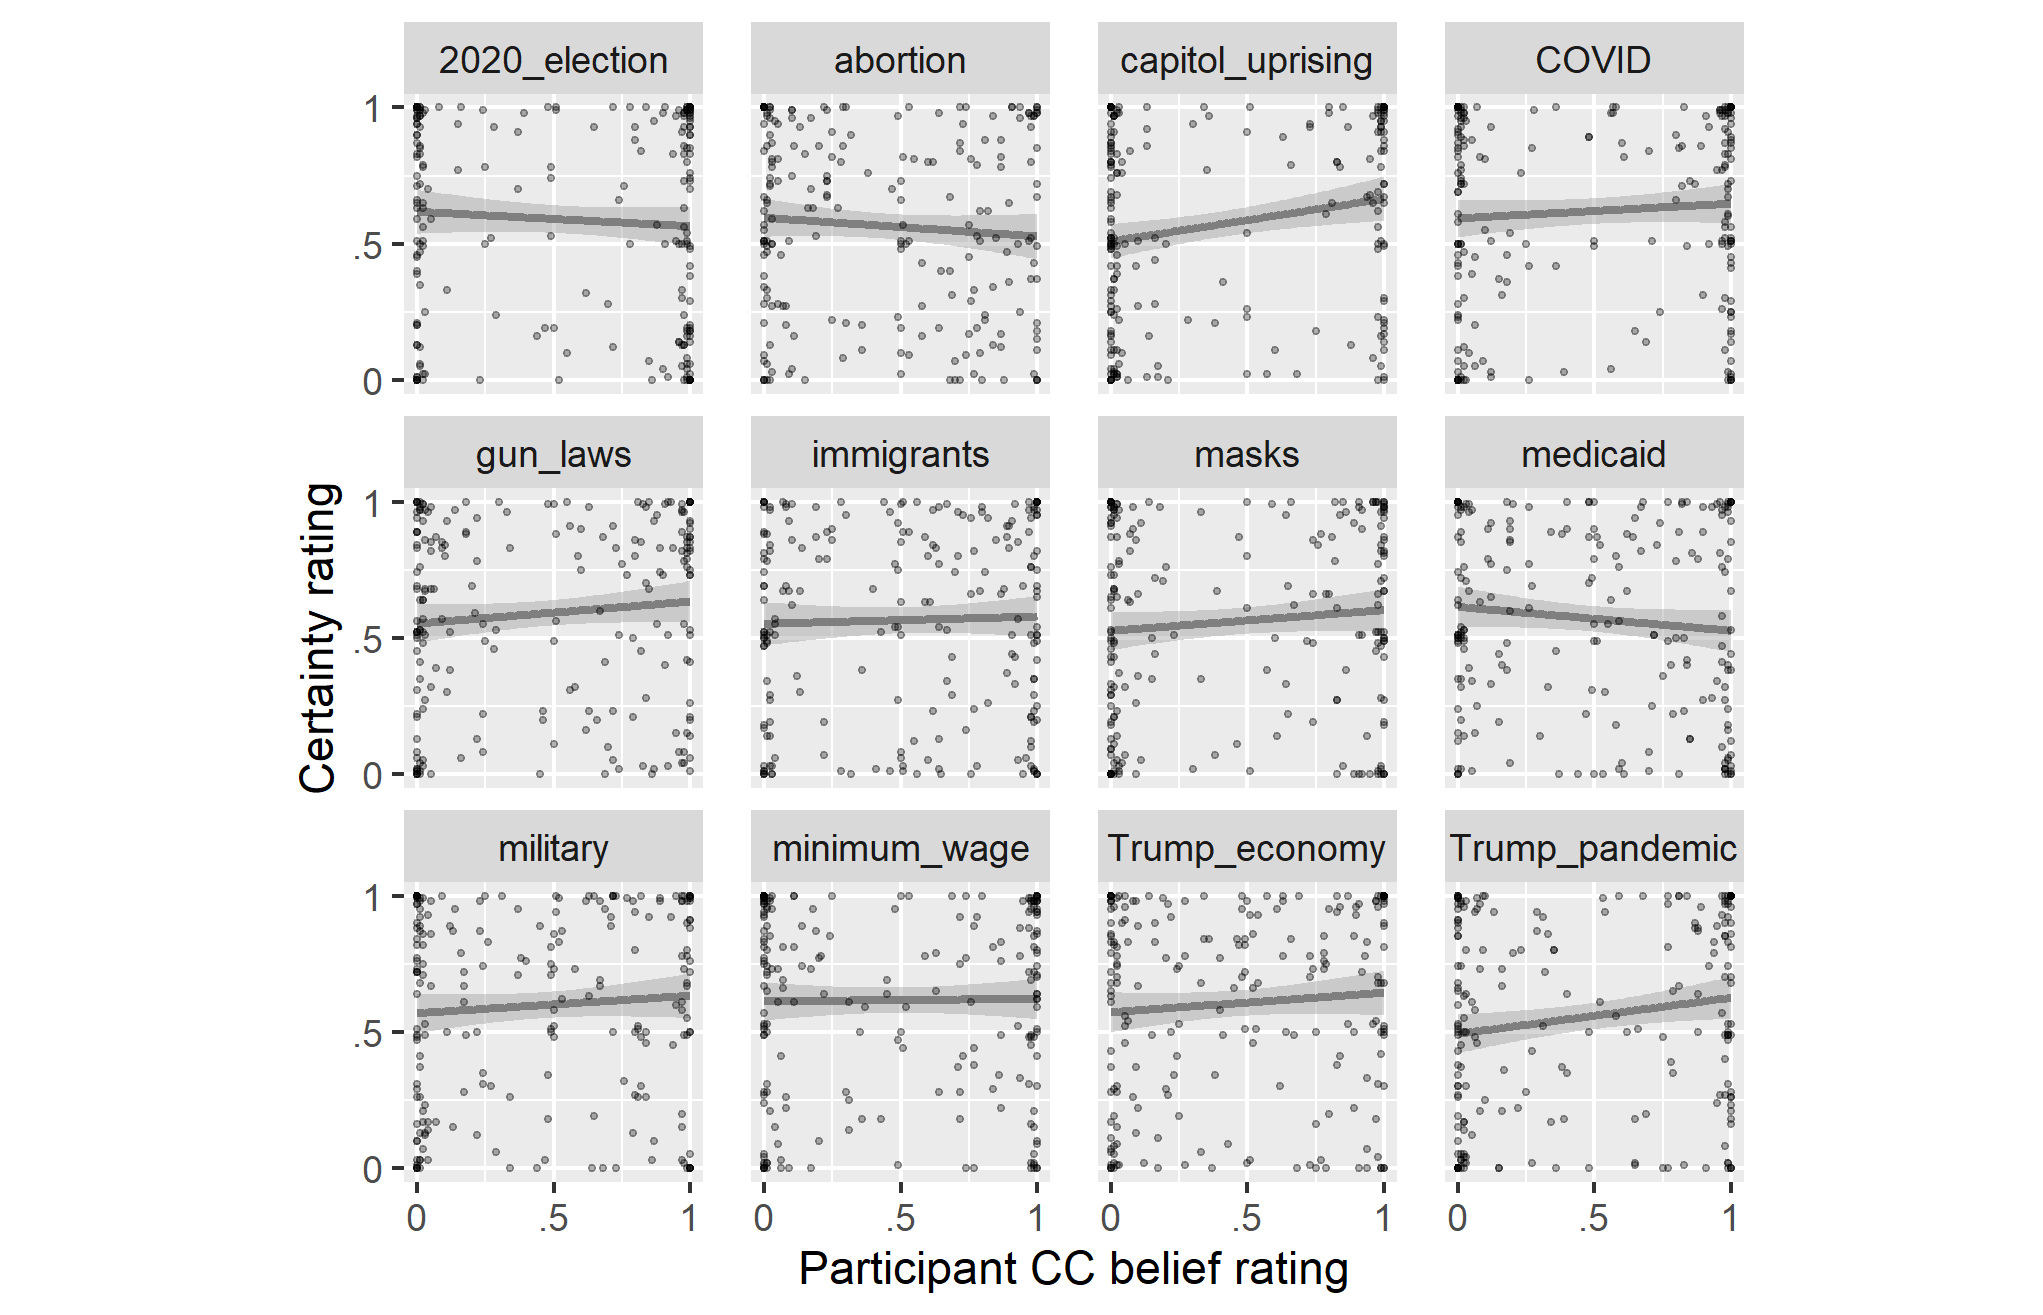 2020_election abortion capitol_uprising COVID
1
.5
0
gun_laws immigrants masks medicaid
1
.5
0
military minimum_wage Trump_economy Trump_pandemic
1
.5
0
0 .5 1 0 .5 1 0 .5 1 0 .5 1
Certainty rating
Participant CC belief rating